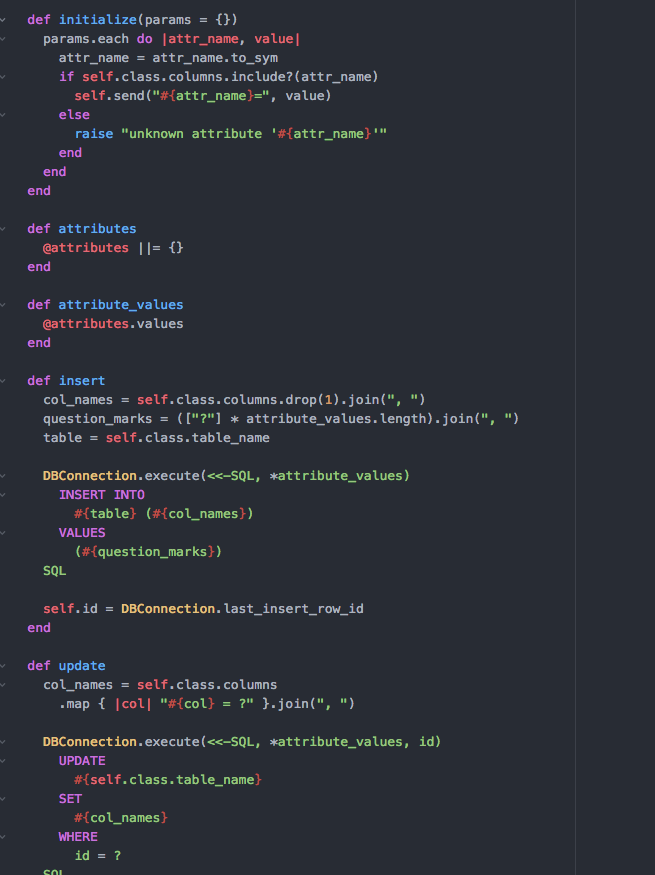 def initialize(params = {})
  params.each do |attr_name, value|
    attr_name = attr_name.to_sym
    if self.class.columns.include?(attr_name)
      self.send("#{attr_name}=", value)
    else
      raise "unknown attribute '#{attr_name}'"
    end
  end
end

def attributes
  @attributes ||= {}
end

def attribute_values
  @attributes.values
end

def insert
  col_names = self.class.columns.drop(1).join(", ")
  question_marks = (["?"] * attribute_values.length).join(", ")
  table = self.class.table_name

  DBConnection.execute(<<-SQL, *attribute_values)
    INSERT INTO
      #{table} (#{col_names})
    VALUES
      (#{question_marks})
  SQL

  self.id = DBConnection.last_insert_row_id
end

def update
  col_names = self.class.columns
    .map { |col| "#{col} = ?" }.join(", ")

  DBConnection.execute(<<-SQL, *attribute_values, id)
    UPDATE
      #{self.class.table_name}
    SET
      #{col_names}
    WHERE
      id = ?
  SQL